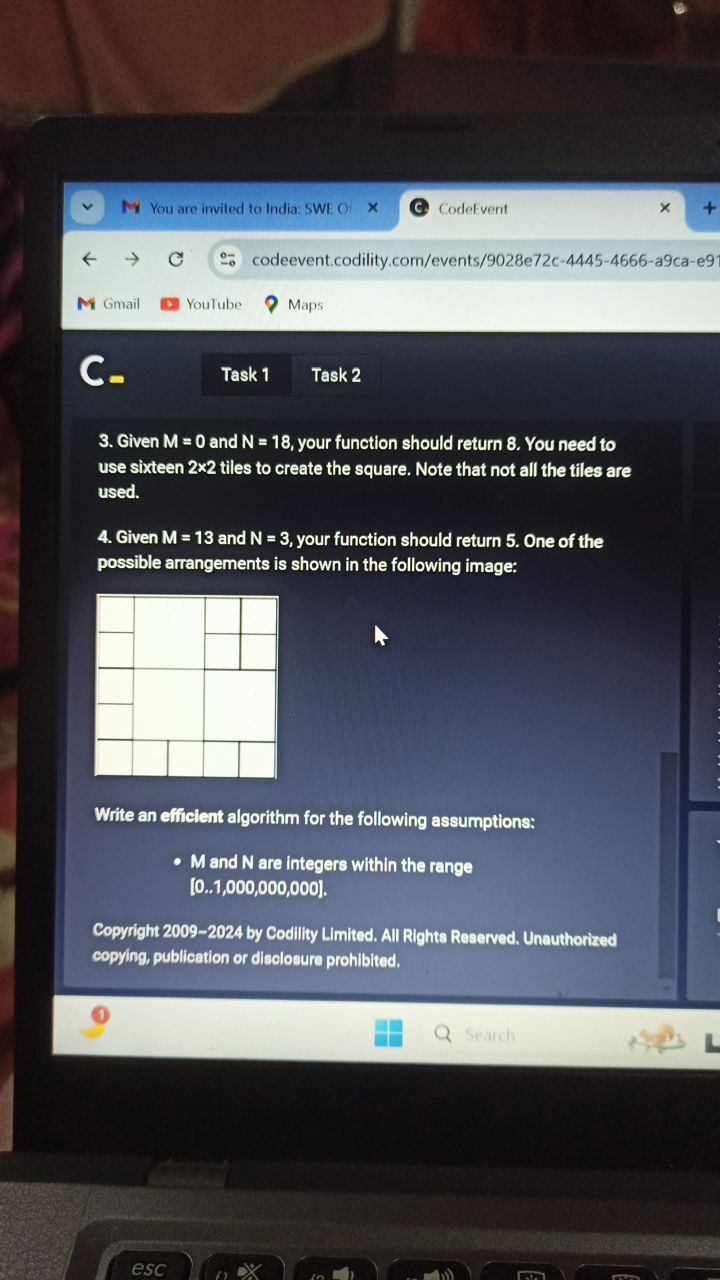 You are invited to India: SWE
CodeEvent
codeevent.codility.com/events/9028e72c-4445-4666-a9ca-e91
Gmail YouTube Maps
C
Task 1 Task 2
3. Given M = 0 and N = 18, your function should return 8. You need to
use sixteen 2×2 tiles to create the square. Note that not all the tiles are
used.
4. Given M = 13 and N = 3, your function should return 5. One of the
possible arrangements is shown in the following image:
Write an efficient algorithm for the following assumptions:
• M and N are integers within the range
[0..1,000,000,000].
Copyright 2009–2024 by Codility Limited. All Rights Reserved. Unauthorized
copying, publication or disclosure prohibited.
1
Search
esc
f1